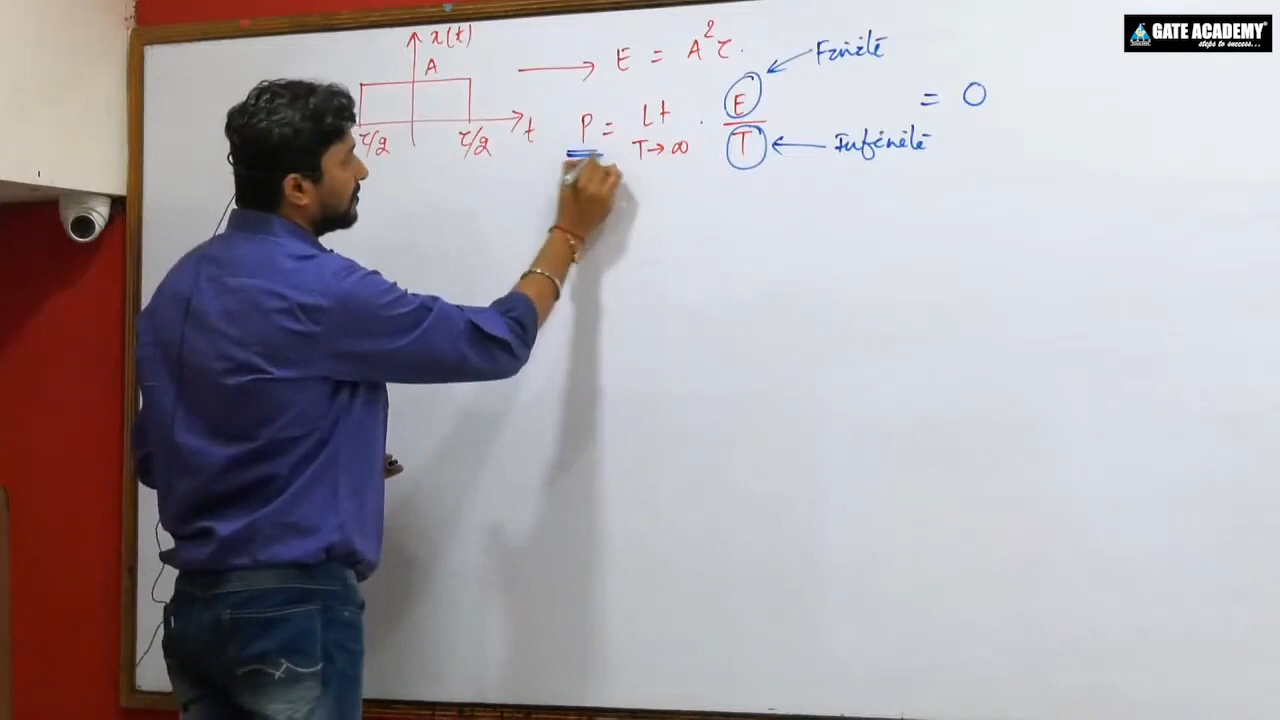 GATE ACADEMY
steps to success...
x(t)
A
t
τ/2
τ/2
E = A²τ.
Finite
P = Lt T→∞ . E/T = 0
Infinite